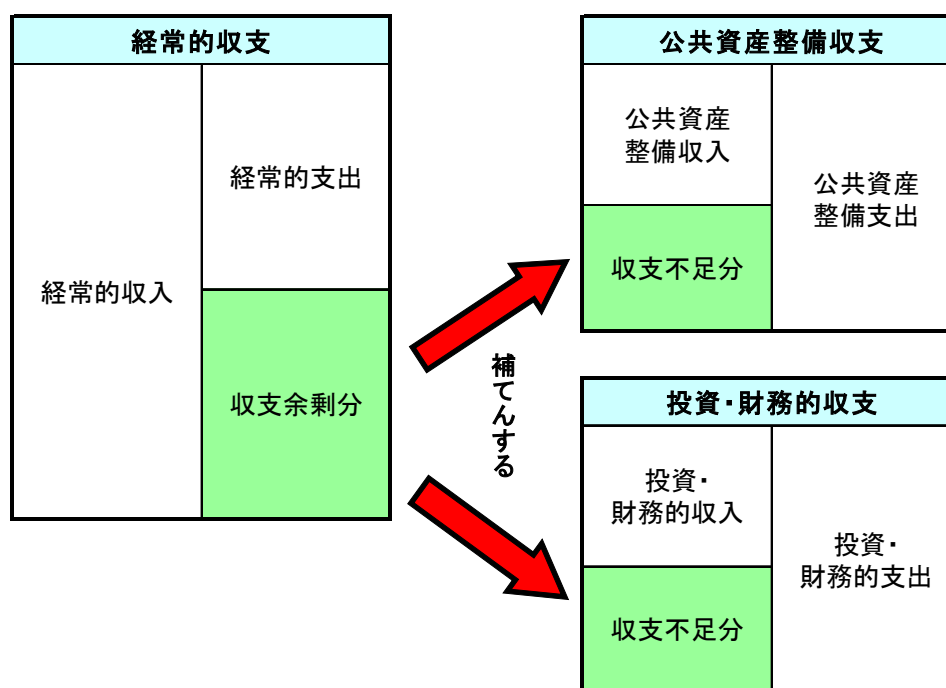 経常的収支
経常的収入
経常的支出
収支余剰分
補てんする
公共資産整備収支
公共資産
整備収入
収支不足分
公共資産
整備支出
投資・財務的収支
投資・
財務的収入
収支不足分
投資・
財務的支出